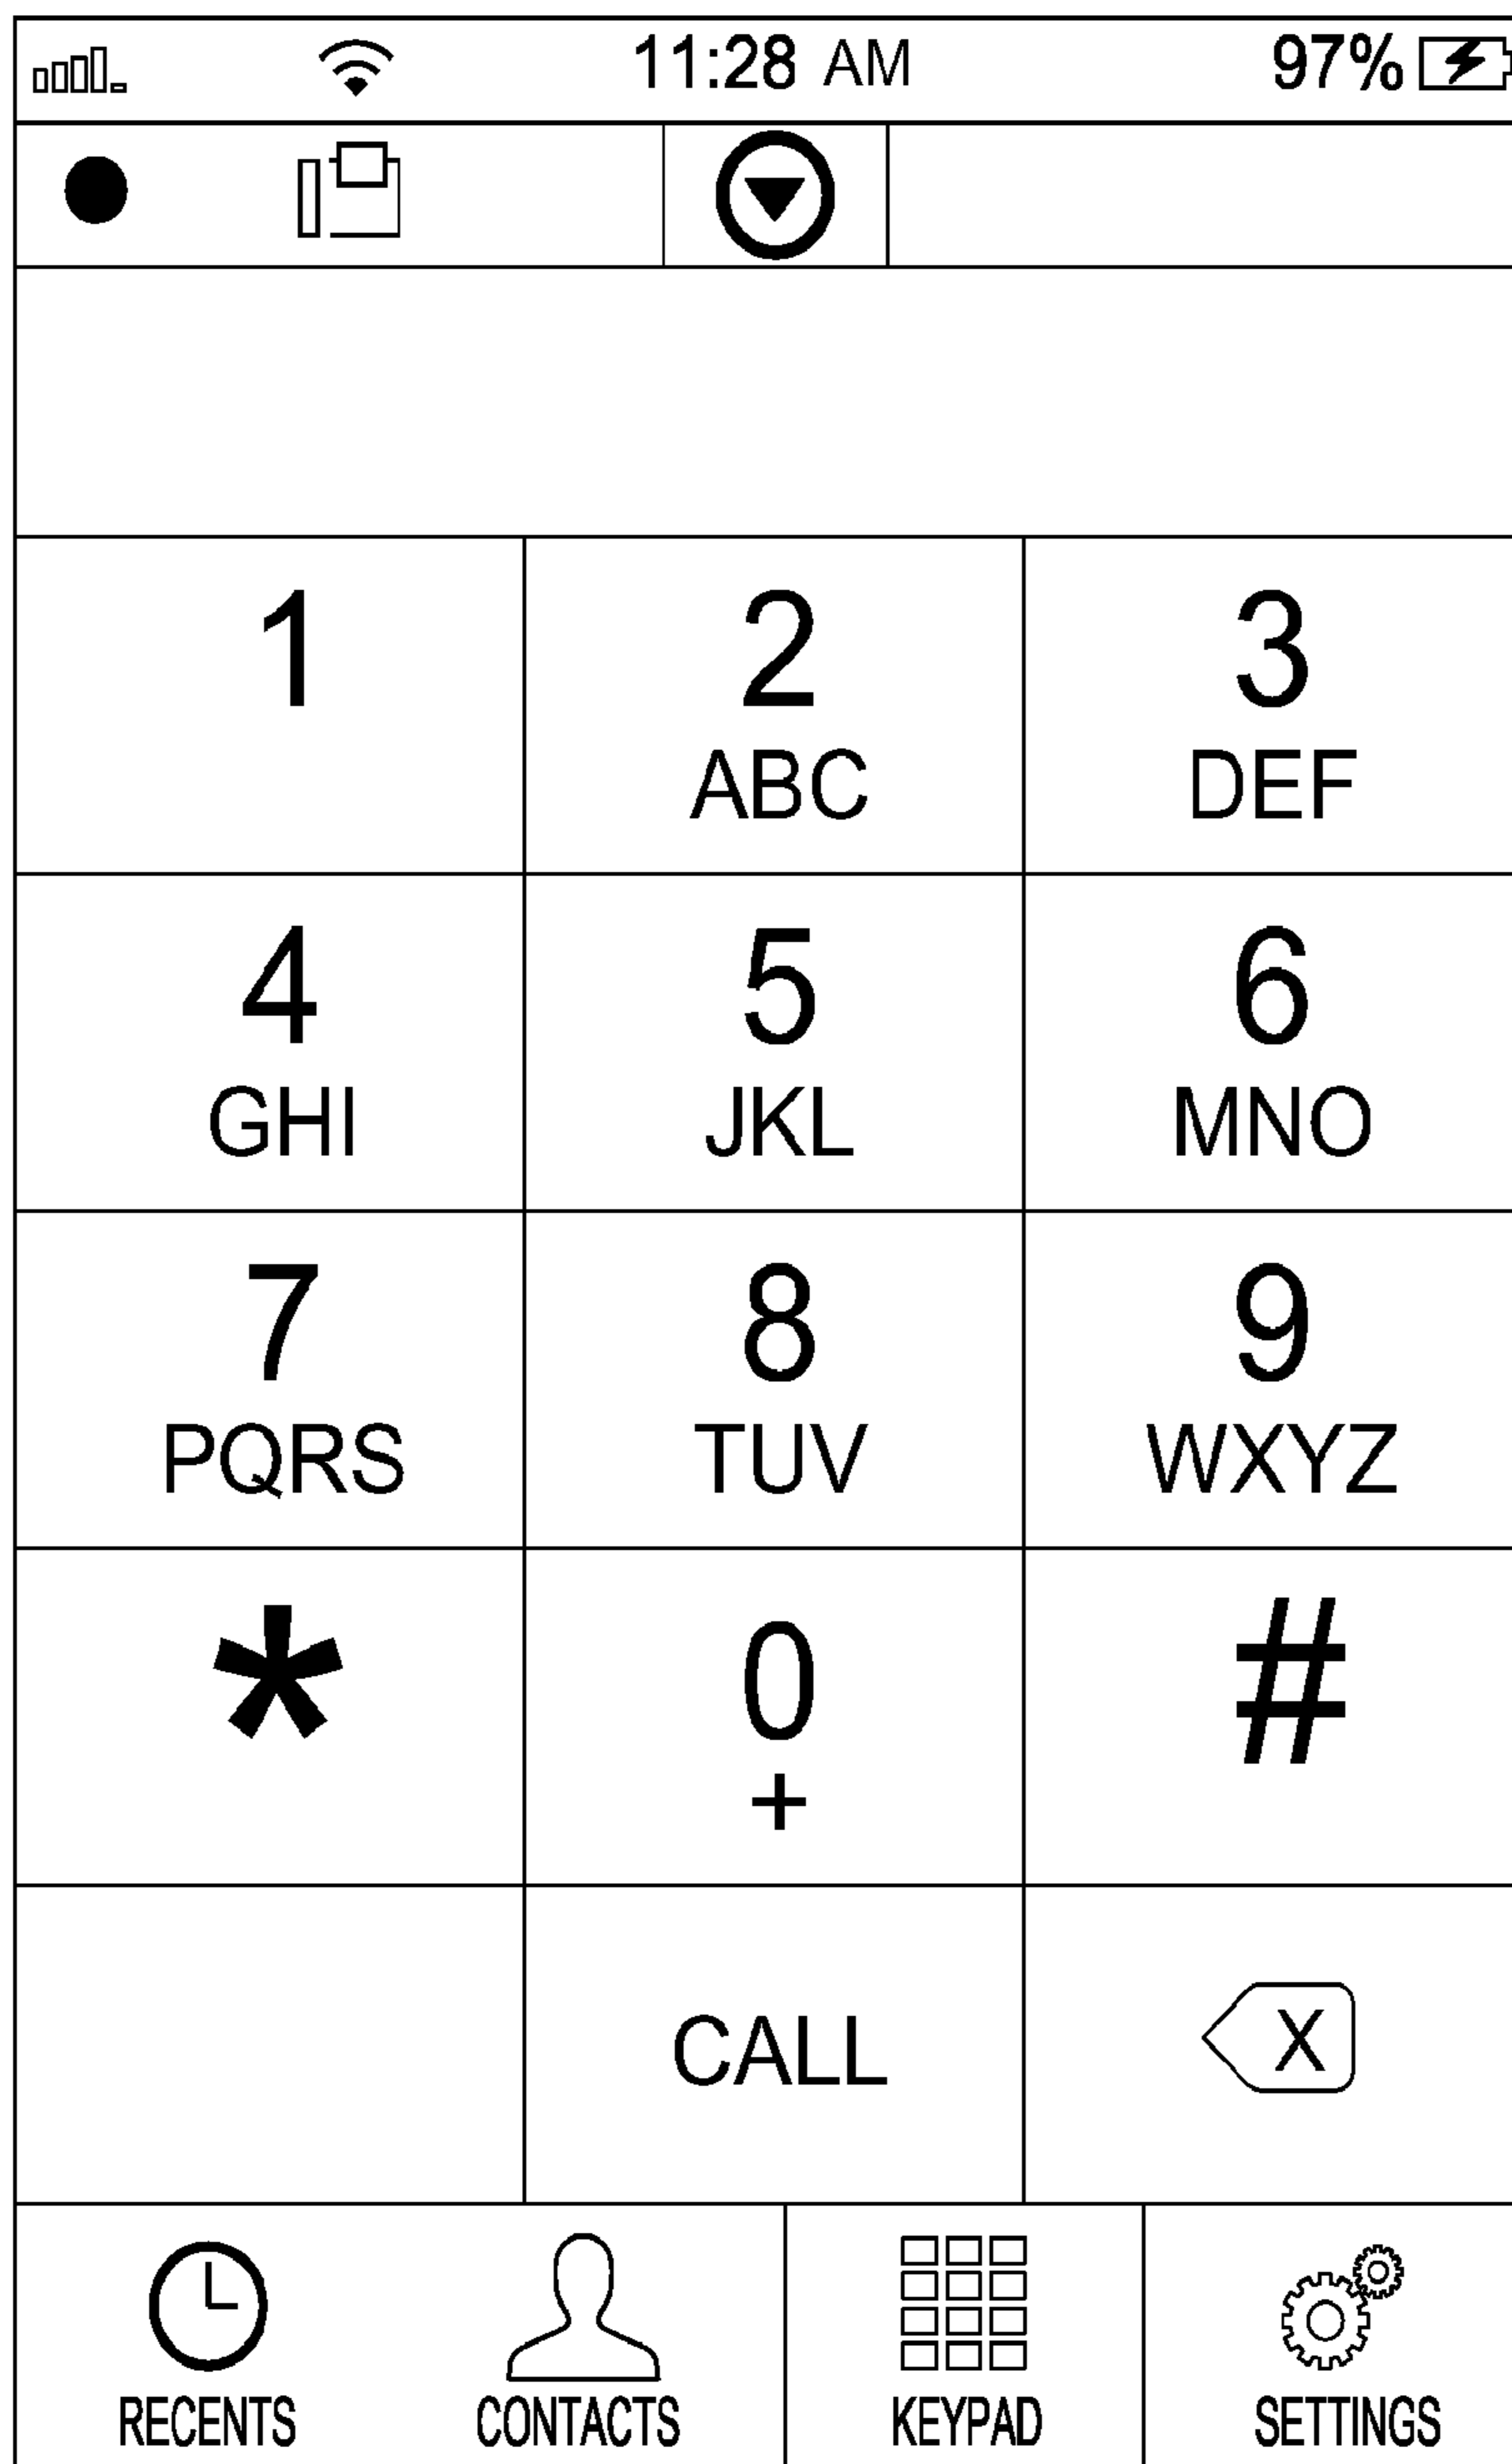 11:28 AM 97%
1 2 3
ABC DEF
4 5 6
GHI JKL MNO
7 8 9
PQRS TUV WXYZ
* 0 #
+
CALL X
RECENTS CONTACTS KEYPAD SETTINGS